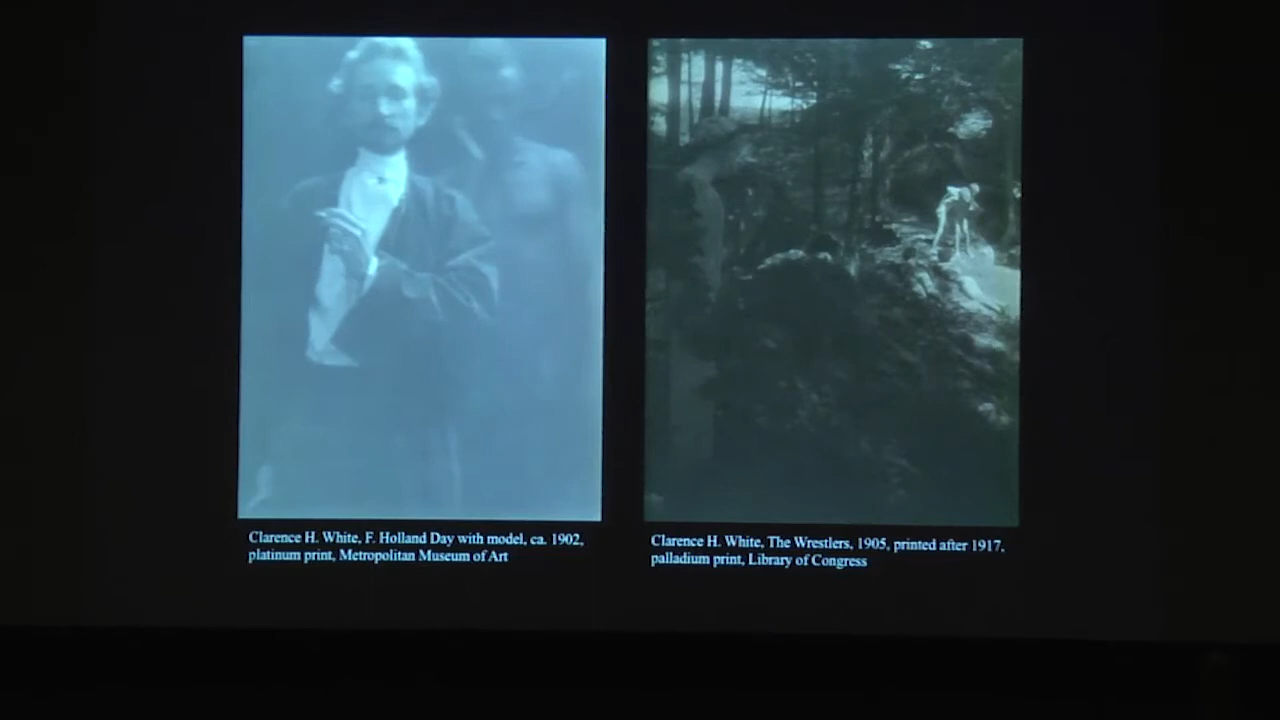 Clarence H. White, F. Holland Day with model, ca. 1902,
platinum print, Metropolitan Museum of Art
Clarence H. White, The Wrestlers, 1905, printed after 1917,
palladium print, Library of Congress